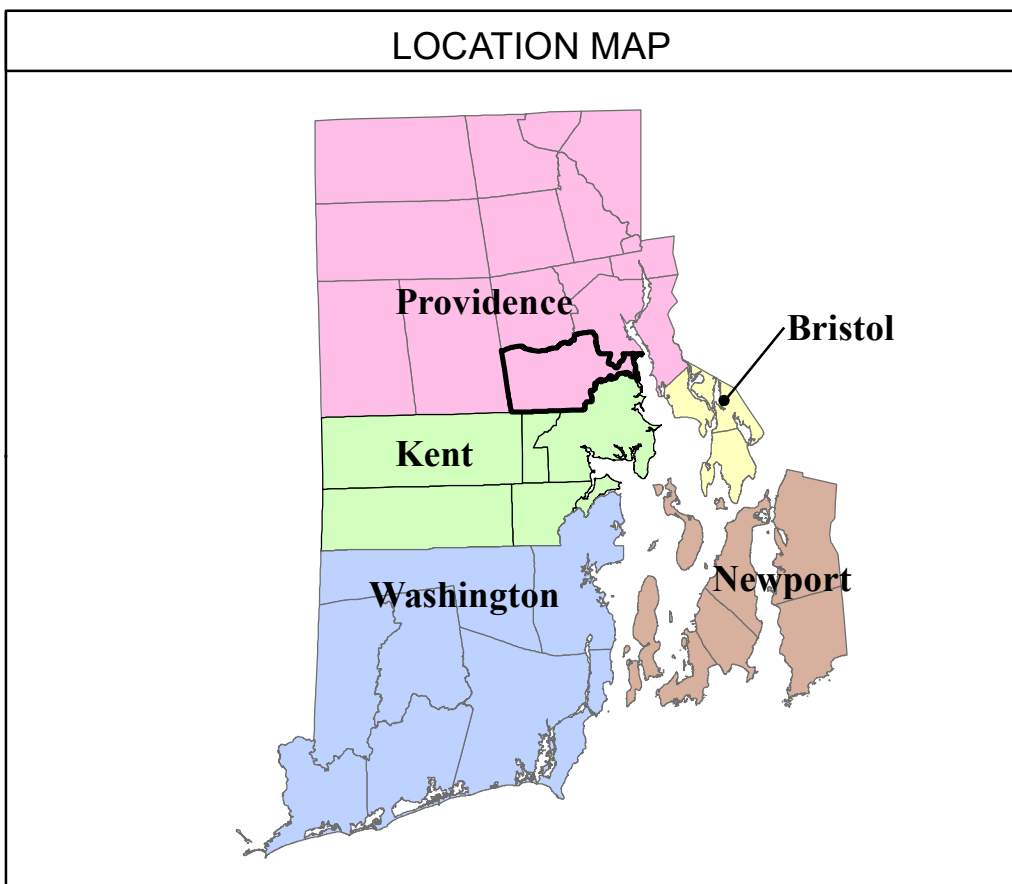 LOCATION MAP
Providence
Bristol
Kent
Washington
Newport